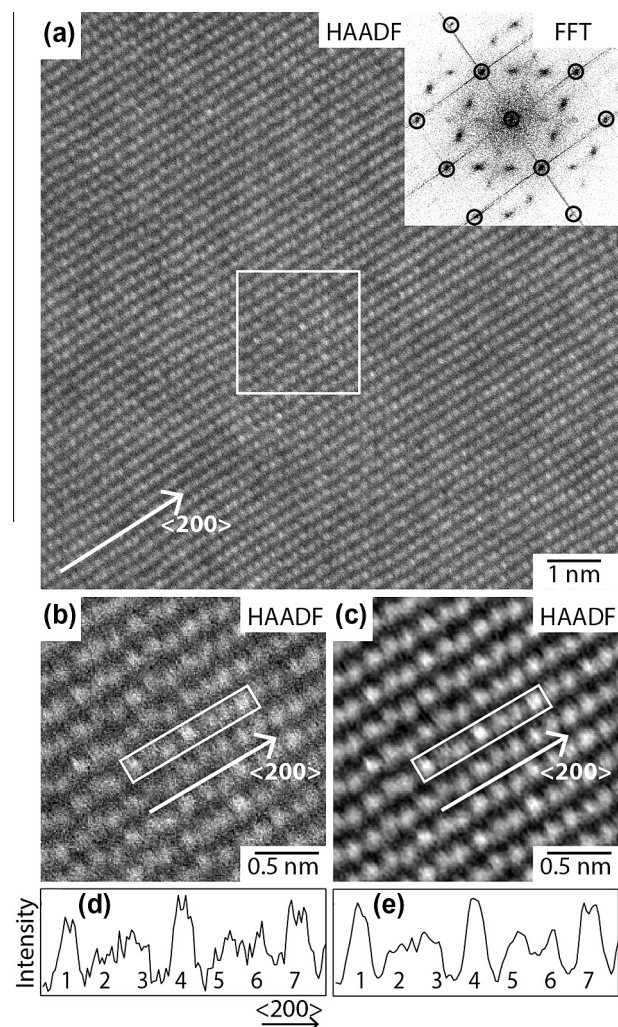 (a)
HAADF
FFT
<200>
1 nm
(b)
HAADF
<200>
0.5 nm
(c)
HAADF
<200>
0.5 nm
Intensity
(d)
1 2 3 4 5 6 7
<200>
(e)
1 2 3 4 5 6 7